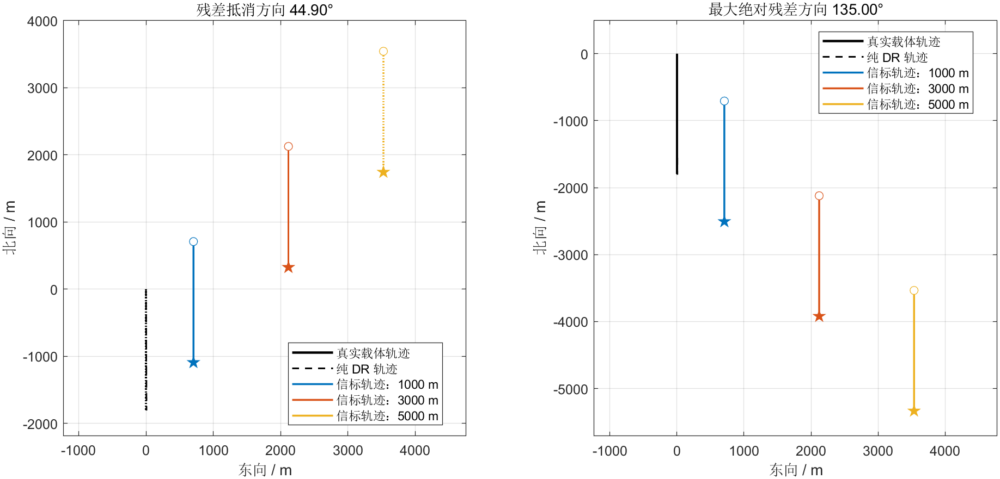 残差抵消方向 44.90°
4000
3000
2000
1000
0
-1000
-2000
-1000
0
1000
2000
3000
4000
东向 / m
北向 / m
真实载体轨迹
纯 DR 轨迹
信标轨迹：1000 m
信标轨迹：3000 m
信标轨迹：5000 m
最大绝对残差方向 135.00°
0
-1000
-2000
-3000
-4000
-5000
-1000
0
1000
2000
3000
4000
东向 / m
北向 / m
真实载体轨迹
纯 DR 轨迹
信标轨迹：1000 m
信标轨迹：3000 m
信标轨迹：5000 m